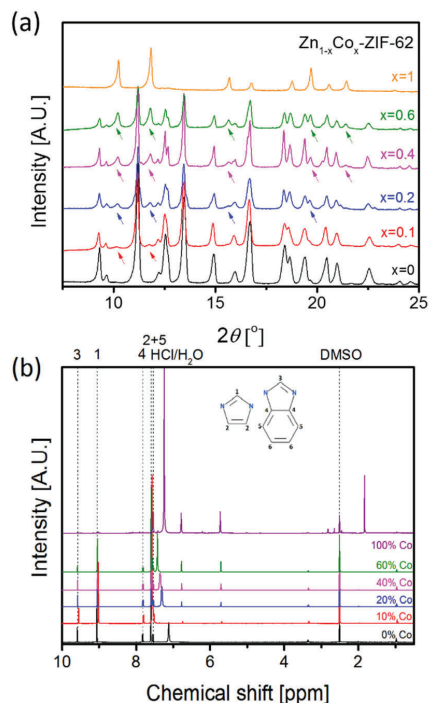 (a)
Zn1-xCox-ZIF-62
x=1
x=0.6
x=0.4
x=0.2
x=0.1
x=0
Intensity [A.U.]
10 15 20 25
2θ [°]
(b)
2+5
3 1 4 HCl/H2O DMSO
1
2 2
3
4
4
5
5
6 6
N N
N N
100% Co
60% Co
40% Co
20% Co
10% Co
0% Co
Intensity [A.U.]
10 8 6 4 2
Chemical shift [ppm]